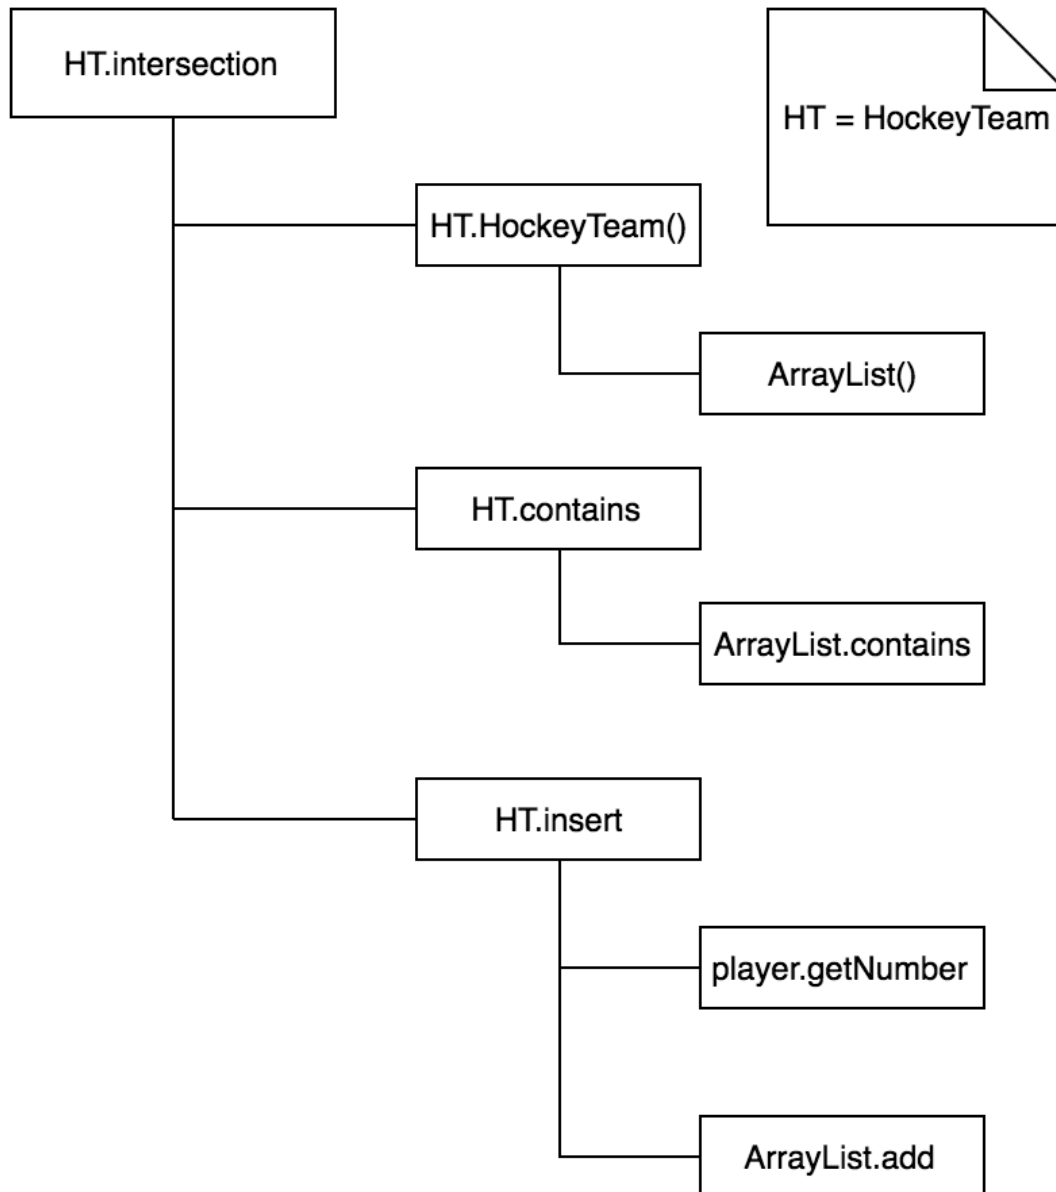 HT.intersection
HT = HockeyTeam
HT.HockeyTeam()
ArrayList()
HT.contains
ArrayList.contains
HT.insert
player.getNumber
ArrayList.add